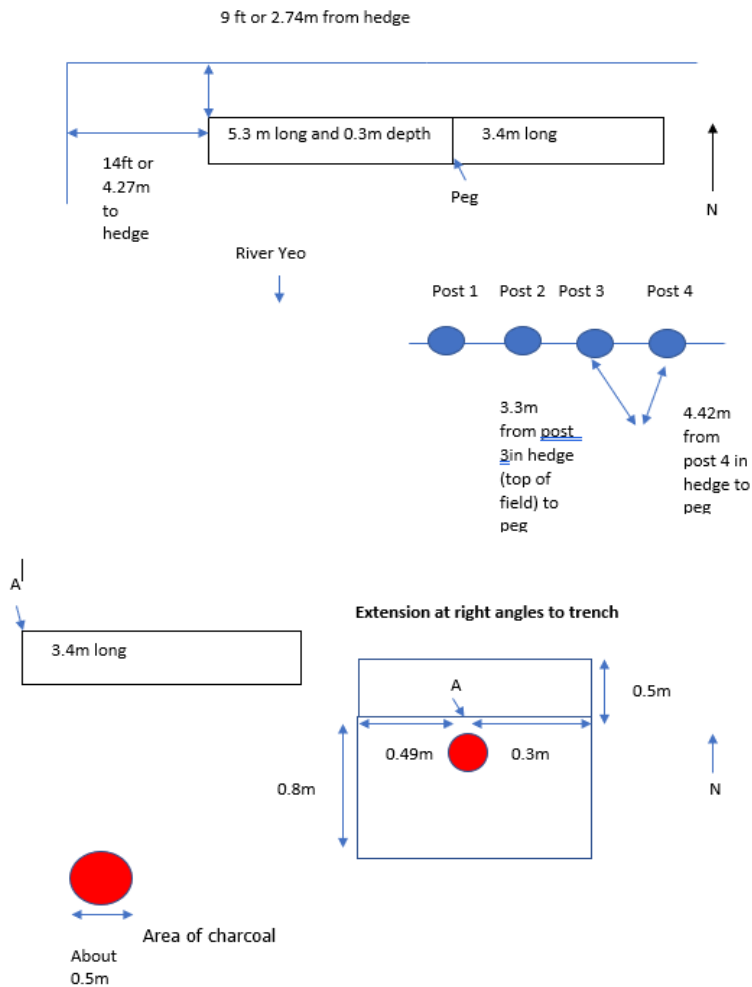 9 ft or 2.74m from hedge
5.3 m long and 0.3m depth
3.4m long
14ft or
4.27m
to
hedge
Peg
N
River Yeo
Post 1
Post 2
Post 3
Post 4
3.3m
from post
3in hedge
(top of
field) to
peg
4.42m
from
post 4 in
hedge to
peg
A
3.4m long
Extension at right angles to trench
A
0.5m
0.49m
0.3m
0.8m
N
Area of charcoal
About
0.5m